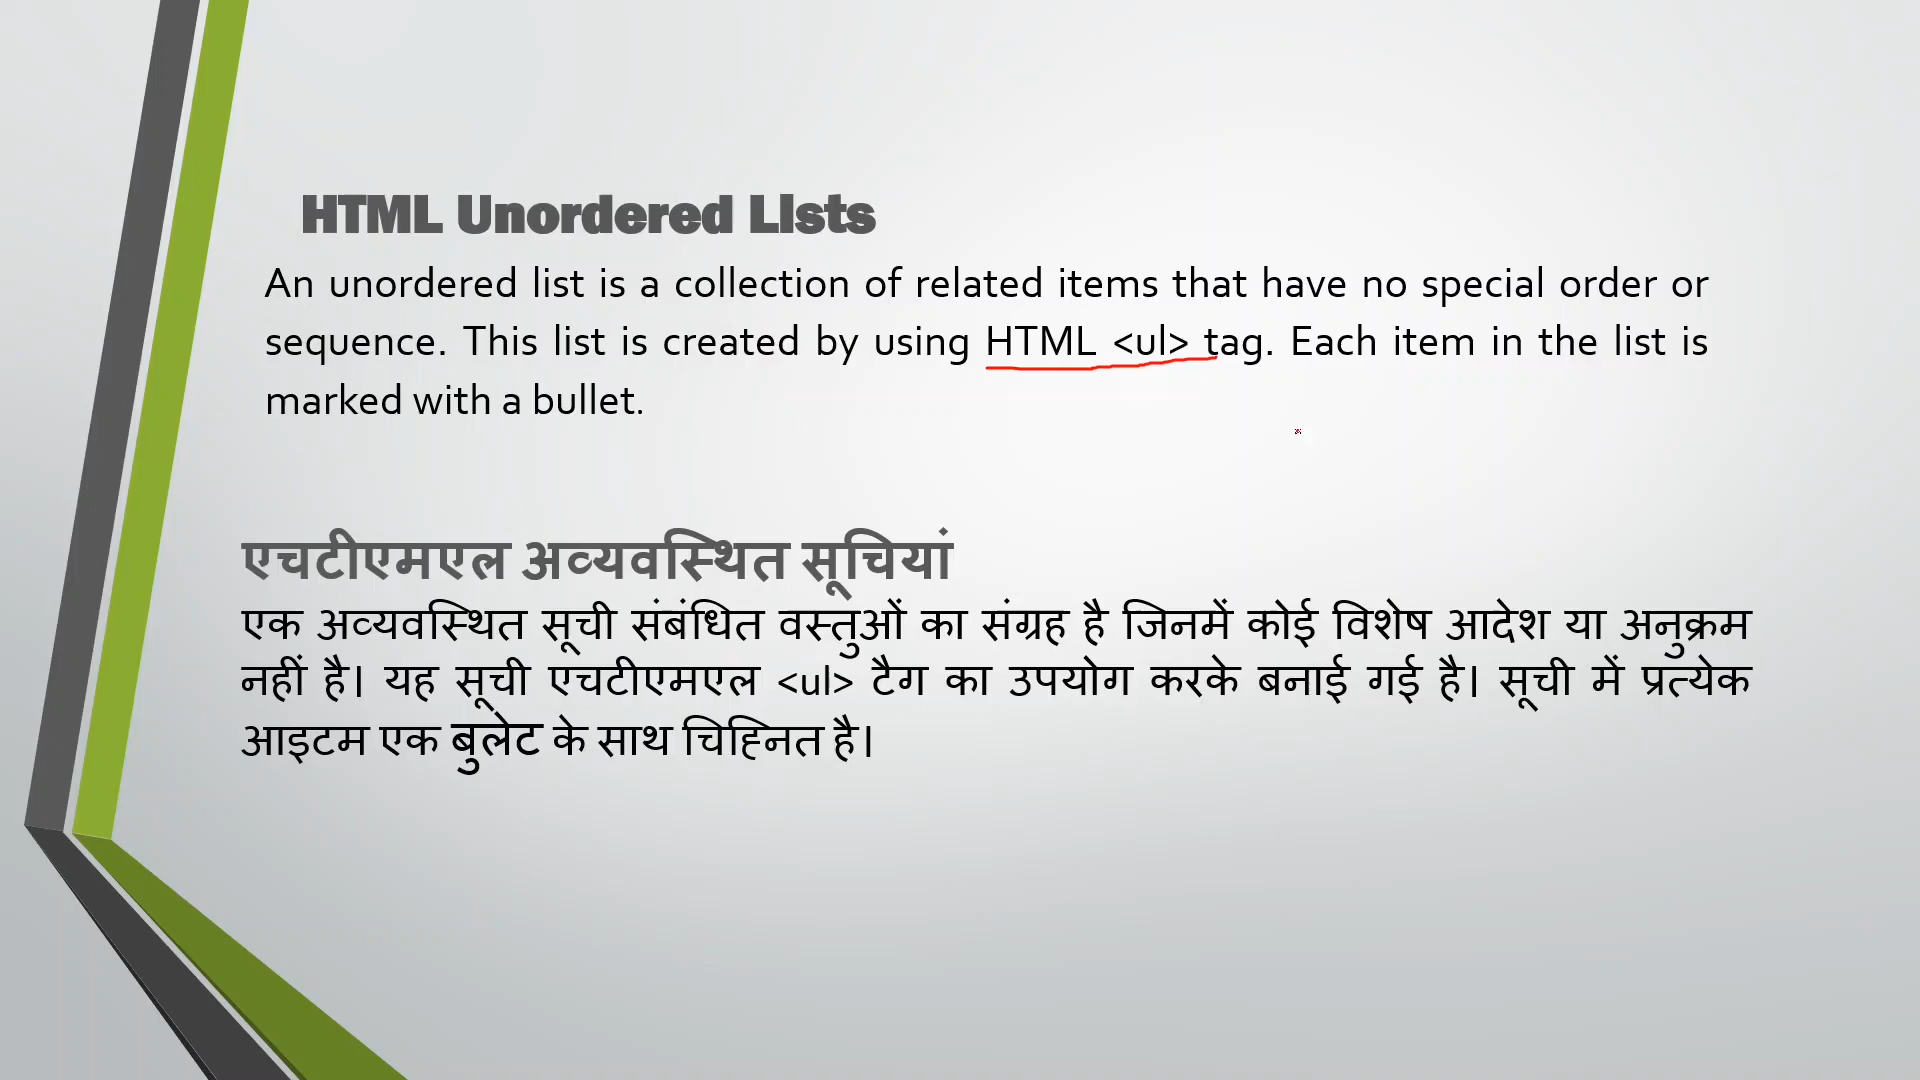 HTML Unordered Lists
An unordered list is a collection of related items that have no special order or
sequence. This list is created by using HTML <ul> tag. Each item in the list is
marked with a bullet.
एचटीएमएल अव्यवस्थित सूचियां
एक अव्यवस्थित सूची संबंधित वस्तुओं का संग्रह है जिनमें कोई विशेष आदेश या अनुक्रम
नहीं है। यह सूची एचटीएमएल <ul> टैग का उपयोग करके बनाई गई है। सूची में प्रत्येक
आइटम एक बुलेट के साथ चिह्नित है।